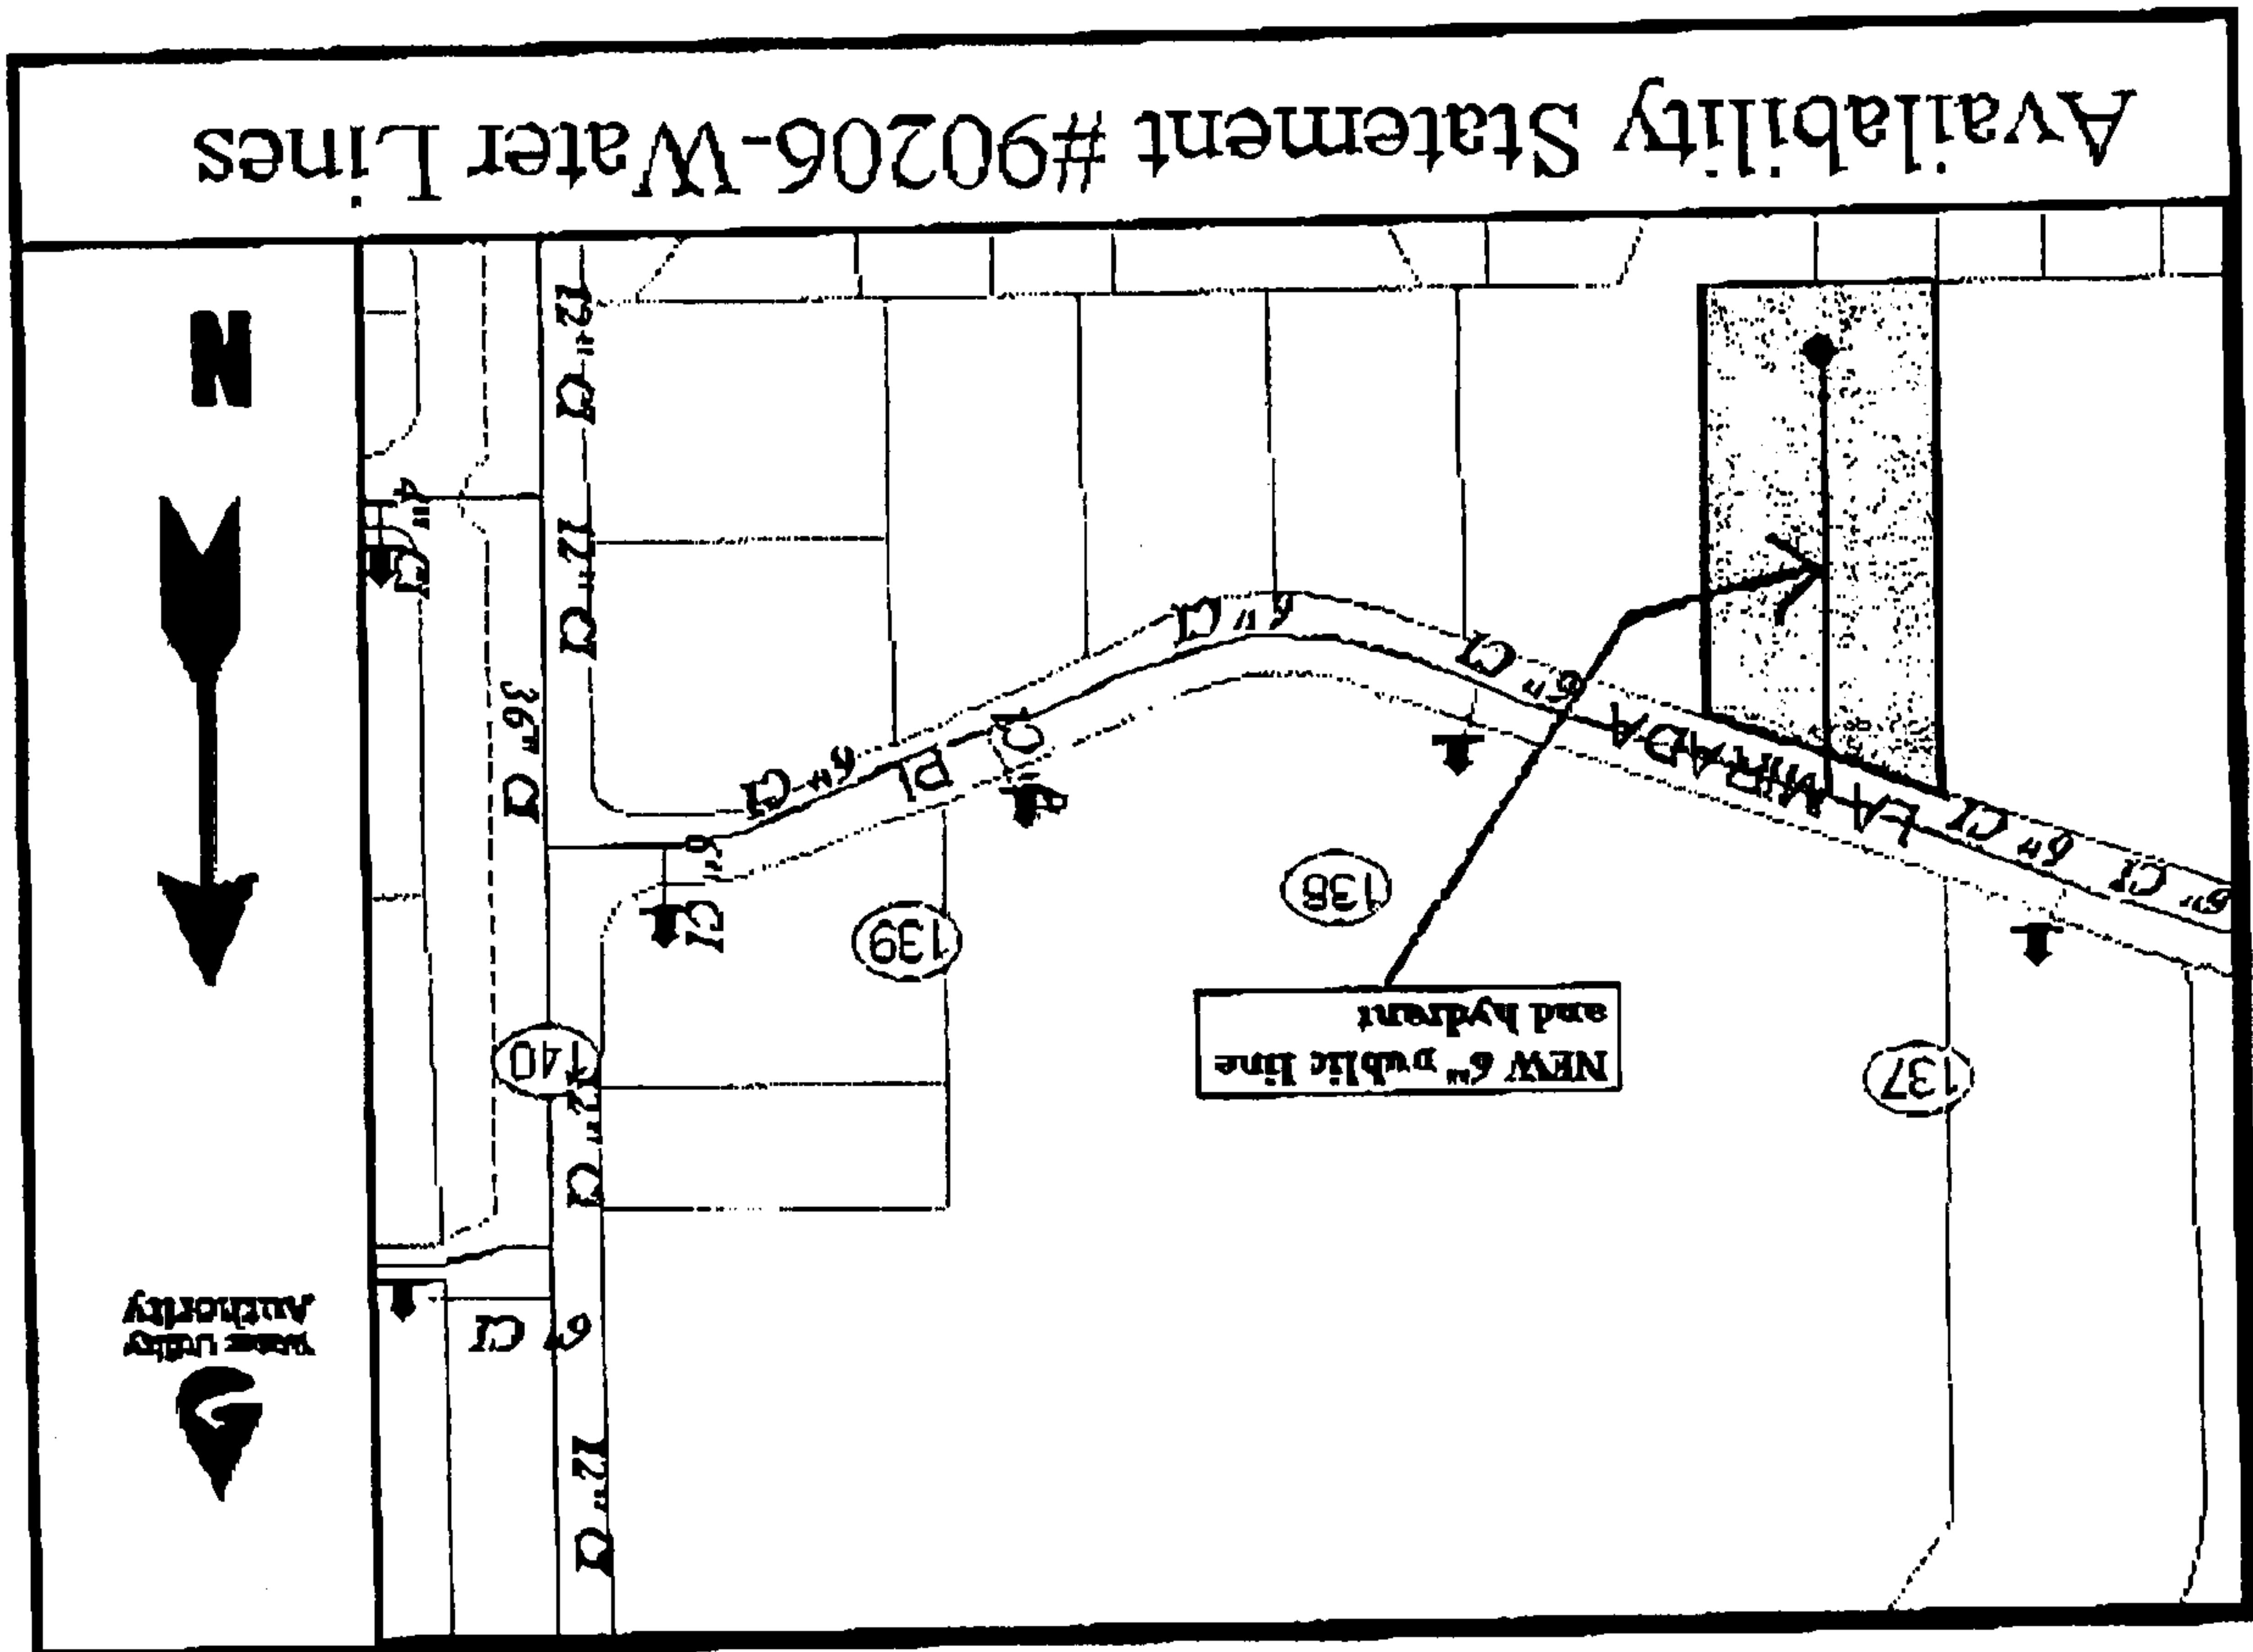 12" CI
Water Utility
Authority
6" CI
12" CI
137
NEW 6" public line
and hydrant
140
139
138
6" CI
6" CI
LA MIRADA PL
6" CI
6" CI
6" CI
CI
CI
36" CI
12" CI
4" CI
12" CI
N
Availability Statement #90206-Water Lines